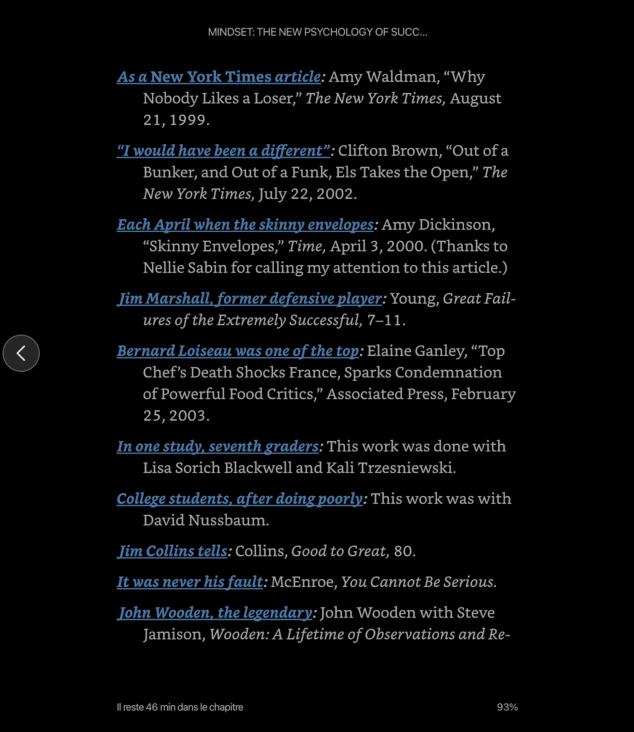 MINDSET: THE NEW PSYCHOLOGY OF SUCC...
As a New York Times article: Amy Waldman, “Why
Nobody Likes a Loser,” The New York Times, August
21, 1999.
“I would have been a different”: Clifton Brown, “Out of a
Bunker, and Out of a Funk, Els Takes the Open,” The
New York Times, July 22, 2002.
Each April when the skinny envelopes: Amy Dickinson,
“Skinny Envelopes,” Time, April 3, 2000. (Thanks to
Nellie Sabin for calling my attention to this article.)
Jim Marshall, former defensive player: Young, Great Fail-
ures of the Extremely Successful, 7–11.
Bernard Loiseau was one of the top: Elaine Ganley, “Top
Chef’s Death Shocks France, Sparks Condemnation
of Powerful Food Critics,” Associated Press, February
25, 2003.
In one study, seventh graders: This work was done with
Lisa Sorich Blackwell and Kali Trzesniewski.
College students, after doing poorly: This work was with
David Nussbaum.
Jim Collins tells: Collins, Good to Great, 80.
It was never his fault: McEnroe, You Cannot Be Serious.
John Wooden, the legendary: John Wooden with Steve
Jamison, Wooden: A Lifetime of Observations and Re-
Il reste 46 min dans le chapitre
93%